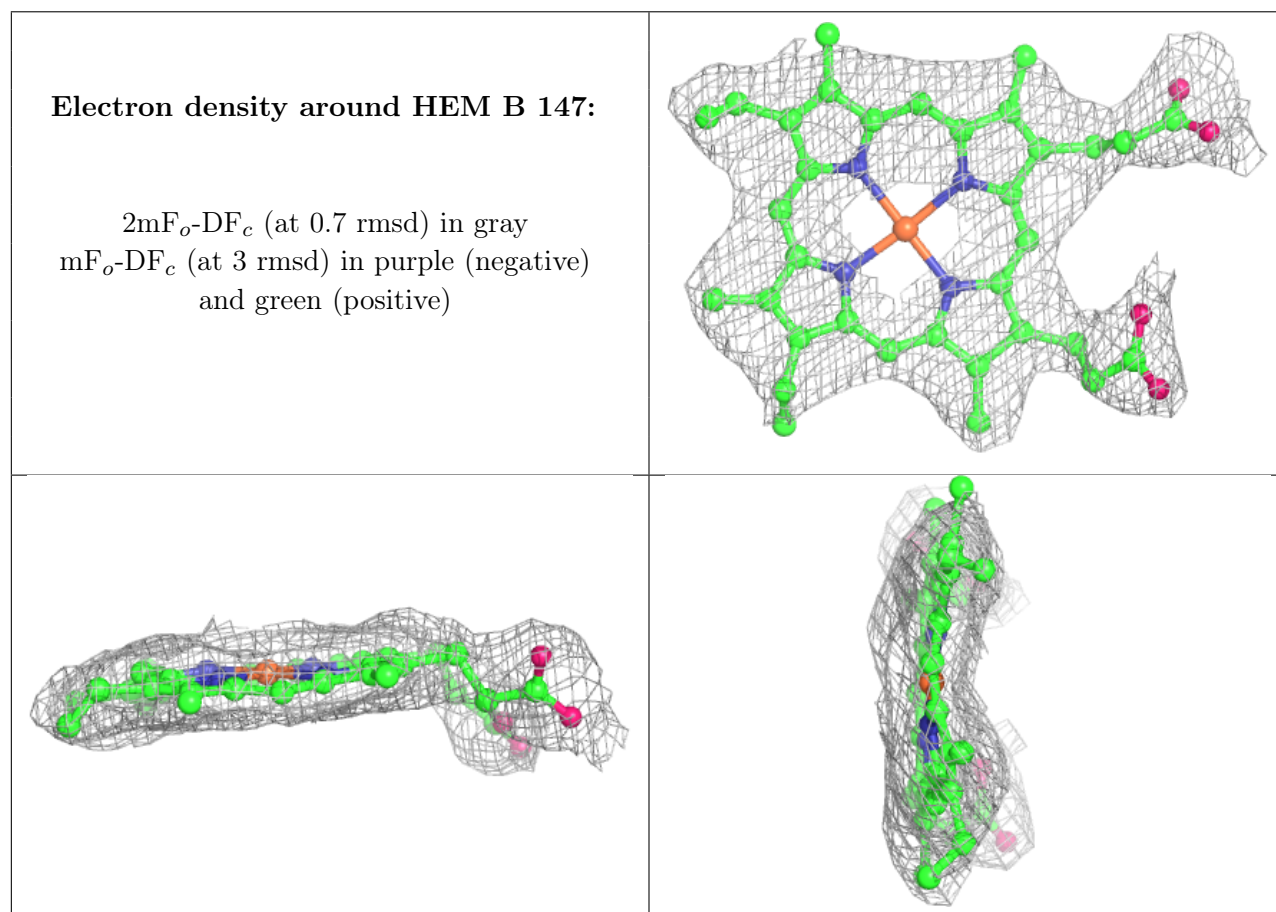 Electron density around HEM B 147:
2mFₒ-DF𝒸 (at 0.7 rmsd) in gray
mFₒ-DF𝒸 (at 3 rmsd) in purple (negative)
and green (positive)